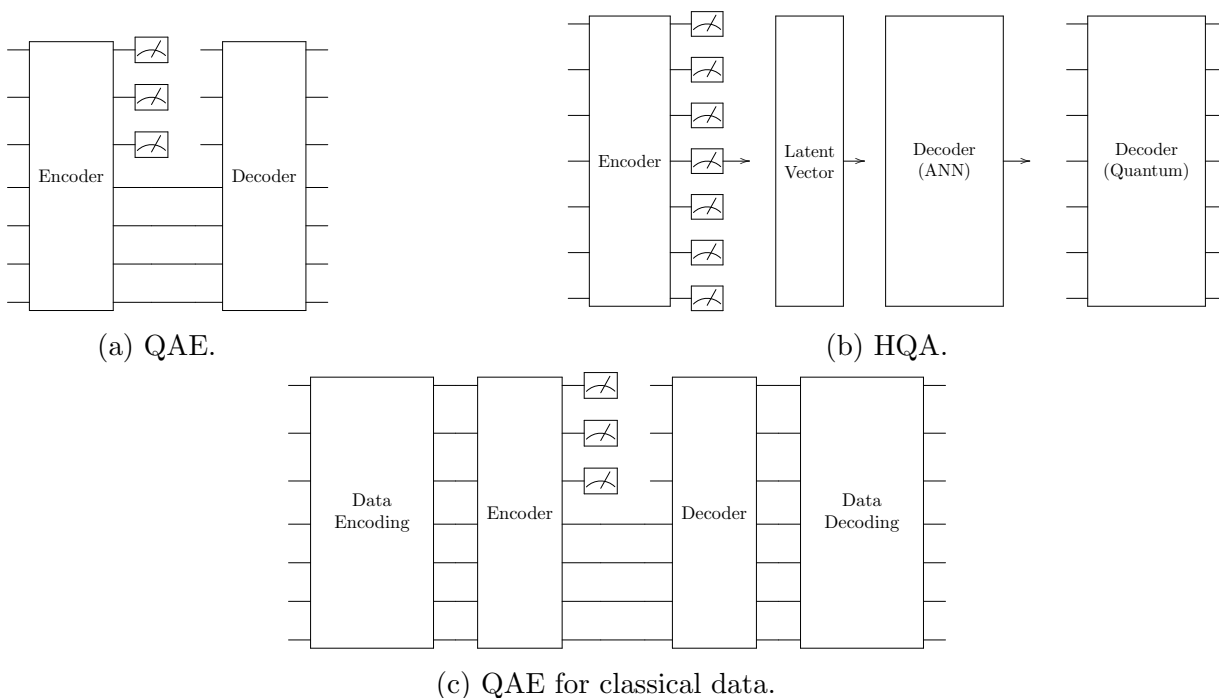 Encoder
Decoder
(a) QAE.
Encoder
Latent
Vector
Decoder
(ANN)
Decoder
(Quantum)
(b) HQA.
Data
Encoding
Encoder
Decoder
Data
Decoding
(c) QAE for classical data.